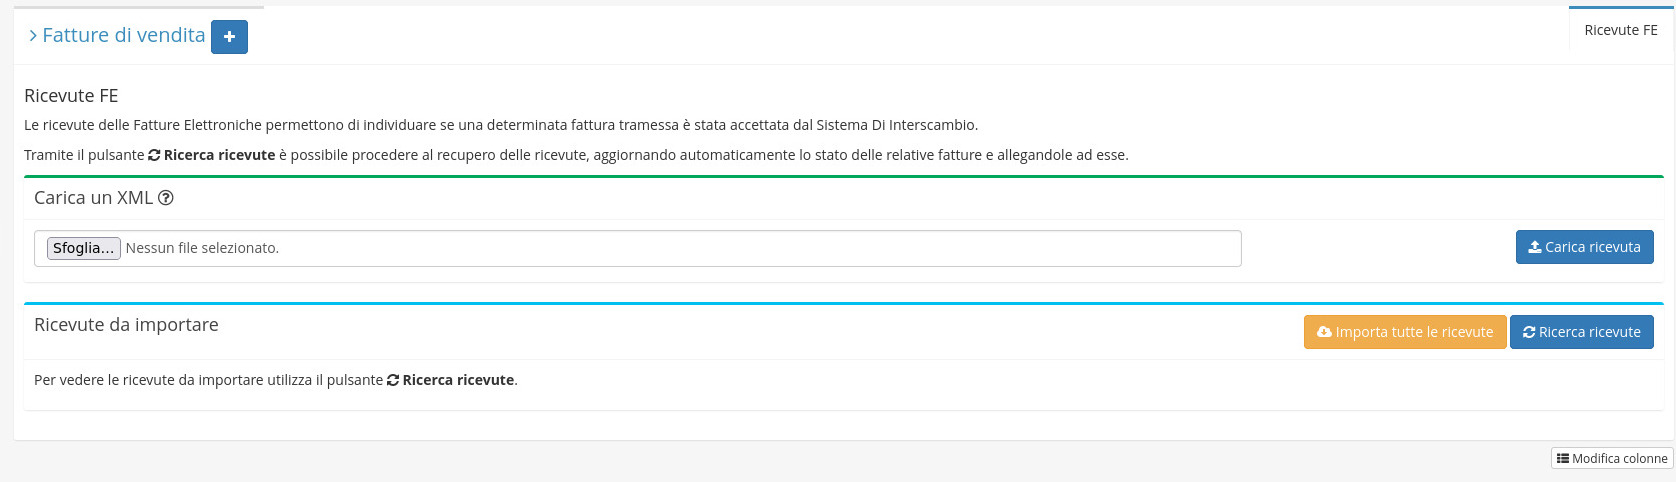 Fatture di vendita
Ricevute FE
Ricevute FE
Le ricevute delle Fatture Elettroniche permettono di individuare se una determinata fattura tramessa è stata accettata dal Sistema Di Interscambio.
Tramite il pulsante Ricerca ricevute è possibile procedere al recupero delle ricevute, aggiornando automaticamente lo stato delle relative fatture e allegandole ad esse.
Carica un XML
Sfoglia... Nessun file selezionato.
Carica ricevuta
Ricevute da importare
Importa tutte le ricevute
Ricerca ricevute
Per vedere le ricevute da importare utilizza il pulsante Ricerca ricevute.
Modifica colonne